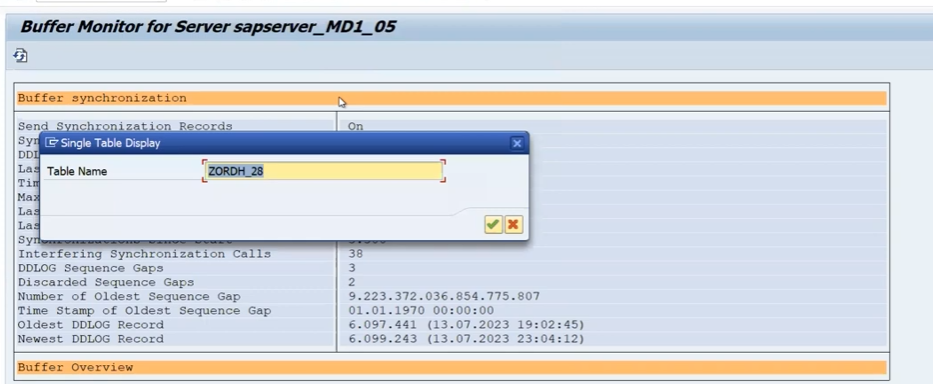 Buffer Monitor for Server sapserver_MD1_05
Buffer synchronization
Send Synchronization Records On
Single Table Display
Table Name ZORDH_28
Interfering Synchronization Calls 38
DDLOG Sequence Gaps 3
Discarded Sequence Gaps 2
Number of Oldest Sequence Gap 9.223.372.036.854.775.807
Time Stamp of Oldest Sequence Gap 01.01.1970 00:00:00
Oldest DDLOG Record 6.097.441 (13.07.2023 19:02:45)
Newest DDLOG Record 6.099.243 (13.07.2023 23:04:12)
Buffer Overview